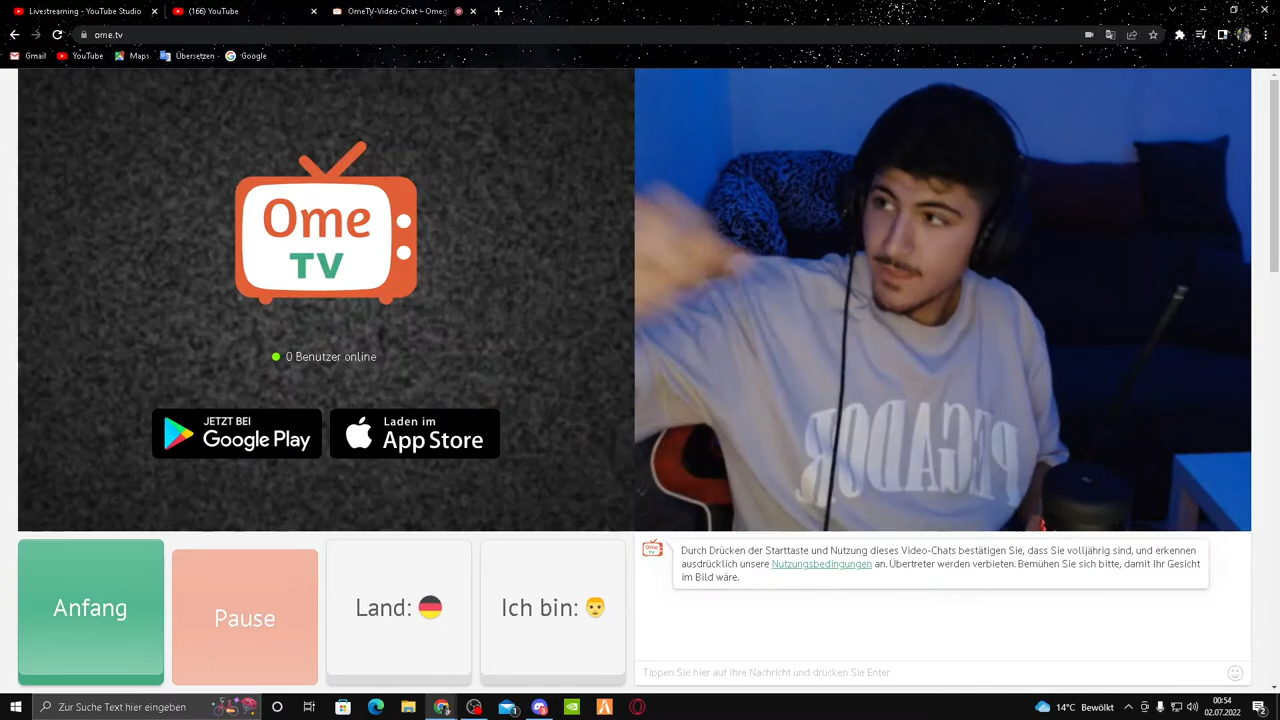 Livestreaming - YouTube Studio
(166) YouTube
OmeTV-Video-Chat – Omeg
ome.tv
Gmail
YouTube
Maps
Übersetzen
Google
Ome
TV
0 Benutzer online
JETZT BEI
Google Play
Laden im
App Store
PEGADOR
Anfang
Pause
Land:
Ich bin:
Ome
TV
Durch Drücken der Starttaste und Nutzung dieses Video-Chats bestätigen Sie, dass Sie volljährig sind, und erkennen
ausdrücklich unsere Nutzungsbedingungen an. Übertreter werden verbieten. Bemühen Sie sich bitte, damit Ihr Gesicht
im Bild wäre.
Tippen Sie hier auf Ihre Nachricht und drücken Sie Enter
Zur Suche Text hier eingeben
14°C Bewölkt
00:54
02.07.2022
2